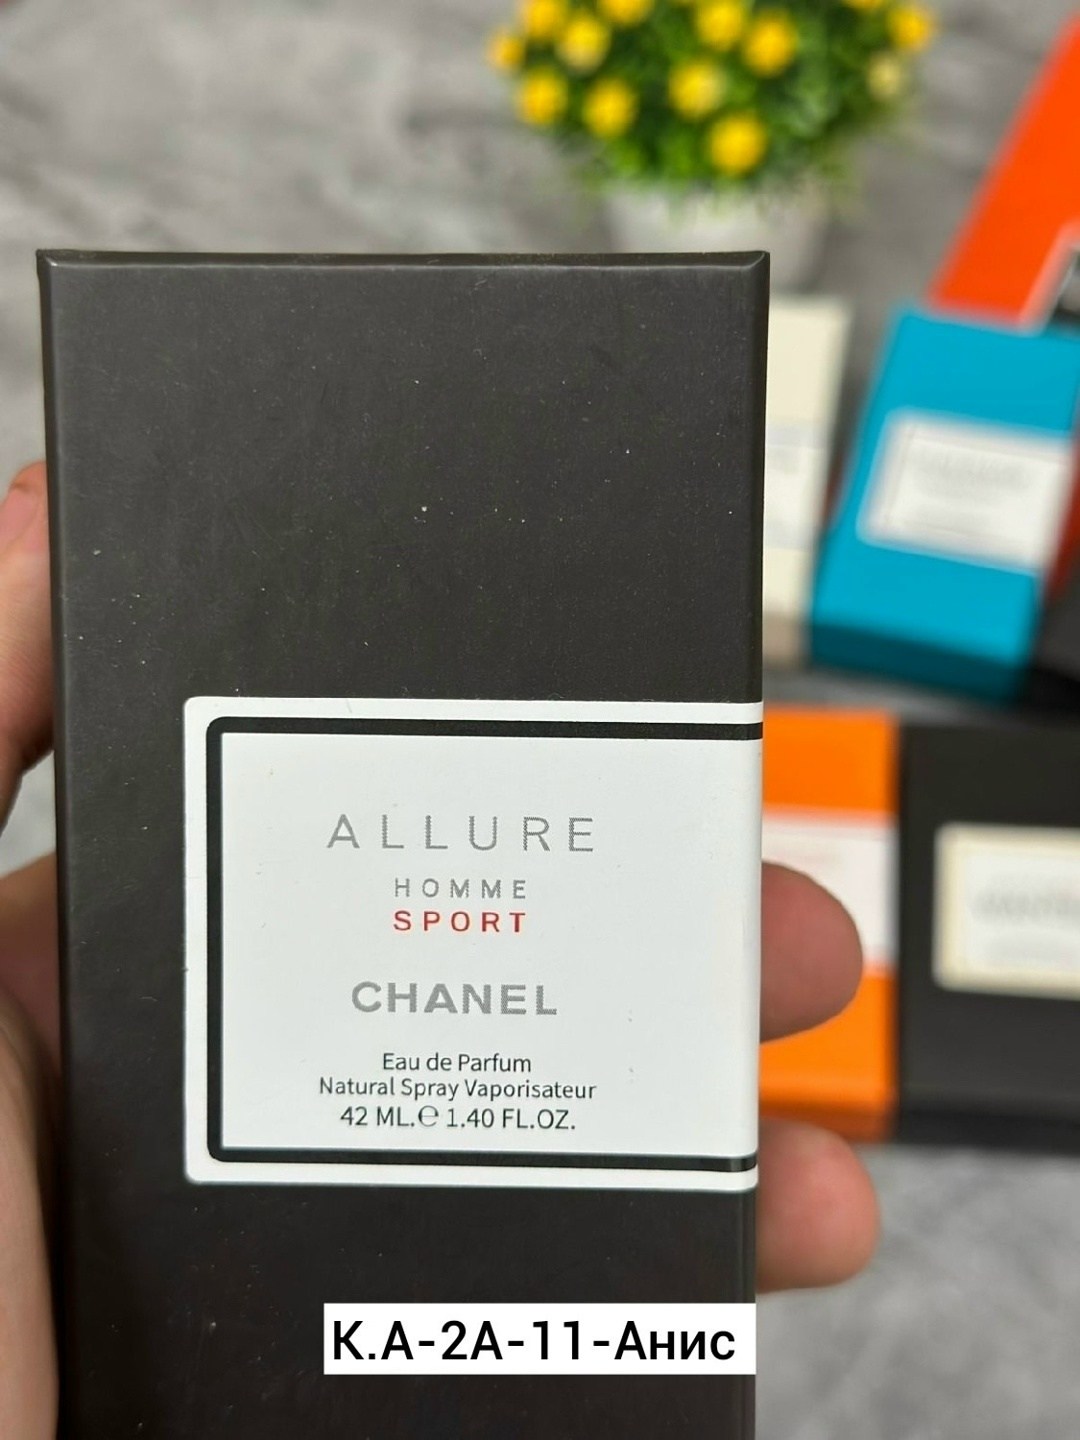 ALLURE
HOMME
SPORT
CHANEL
Eau de Parfum
Natural Spray Vaporisateur
42 ML.℮ 1.40 FL.OZ.
К.А-2А-11-Анис